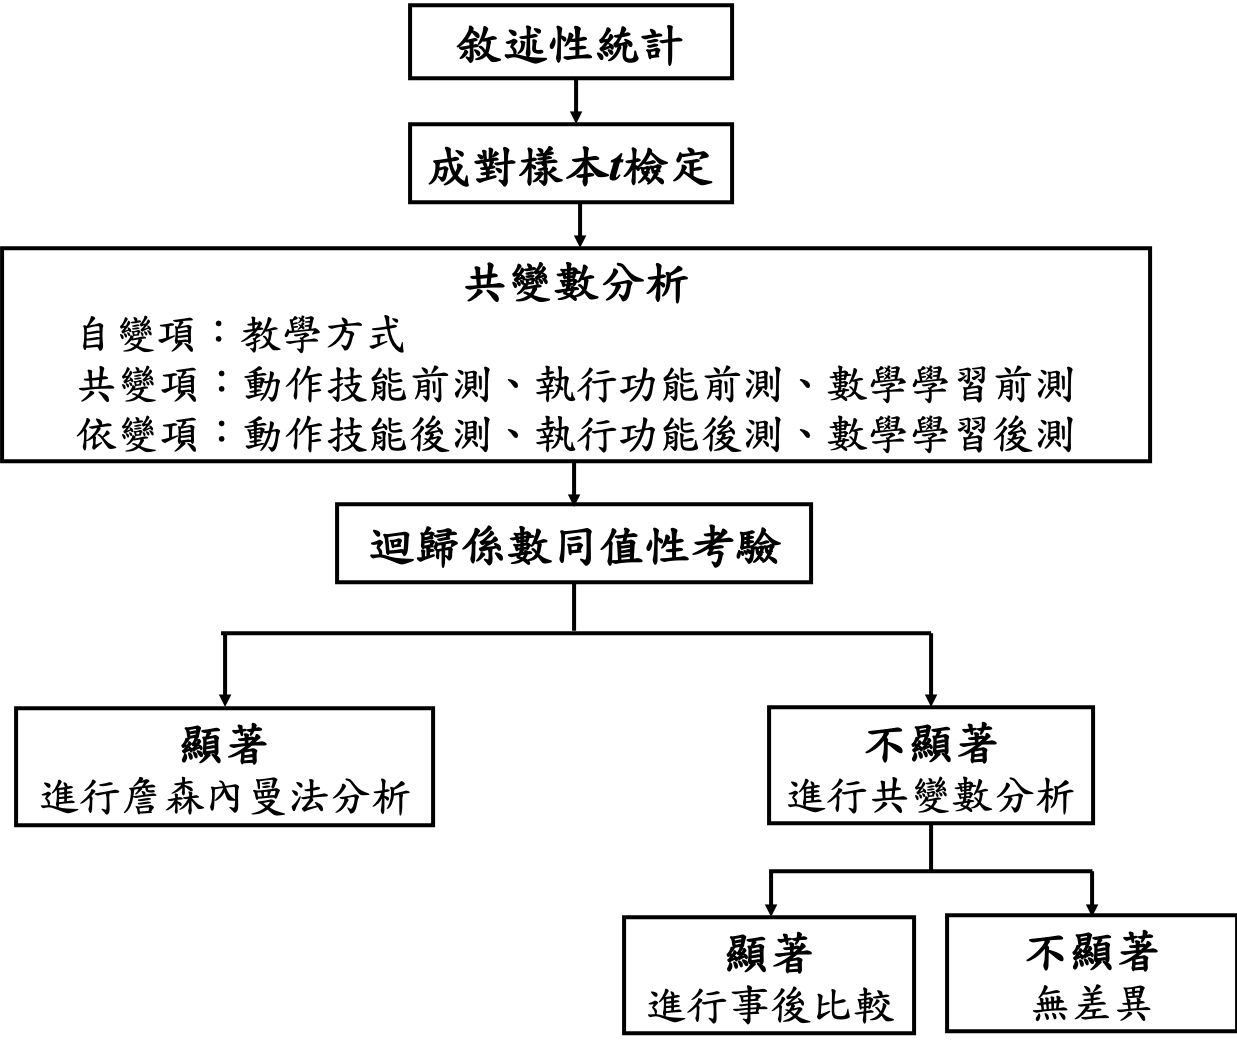 敘述性統計
成對樣本t檢定
共變數分析
自變項：教學方式
共變項：動作技能前測、執行功能前測、數學學習前測
依變項：動作技能後測、執行功能後測、數學學習後測
迴歸係數同值性考驗
顯著
進行詹森內曼法分析
不顯著
進行共變數分析
顯著
進行事後比較
不顯著
無差異